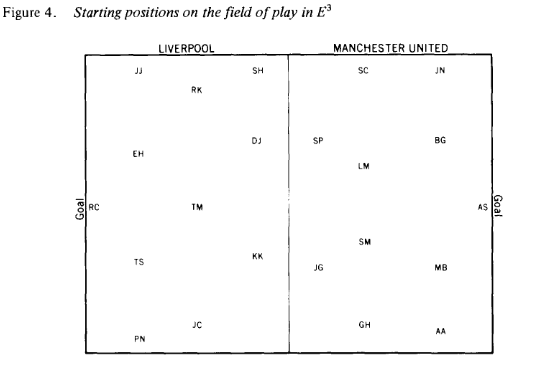 Figure 4. Starting positions on the field of play in E³
LIVERPOOL MANCHESTER UNITED
JJ SH SC JN
RK
DJ SP BG
EH
LM
Goal RC TM AS Goal
SM
TS KK JG MB
JC GH
AA
PN